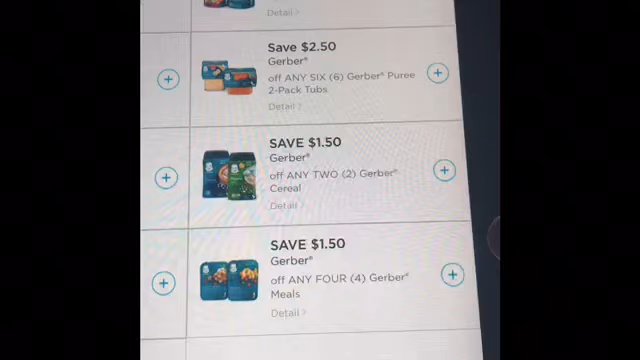 Detail >
Save $2.50
Gerber®
off ANY SIX (6) Gerber® Puree
2-Pack Tubs
Detail >
SAVE $1.50
Gerber®
off ANY TWO (2) Gerber®
Cereal
Detail >
SAVE $1.50
Gerber®
off ANY FOUR (4) Gerber®
Meals
Detail >